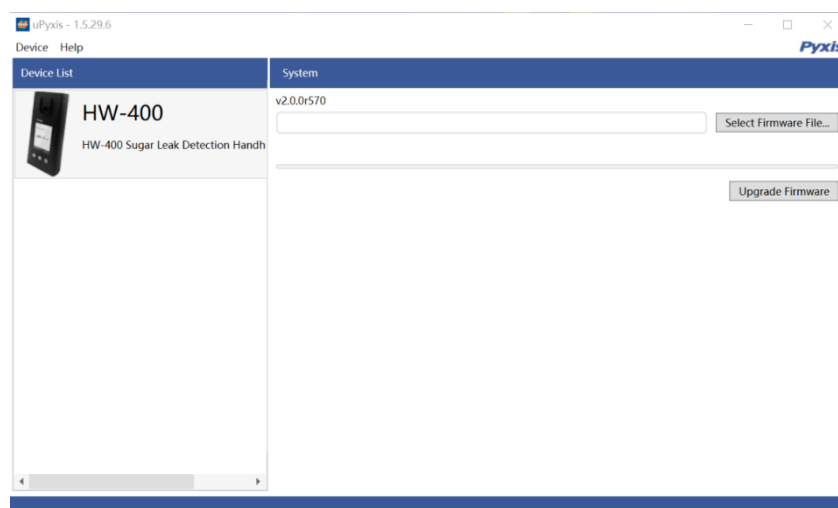 uPyxis - 1.5.29.6
Device Help
Device List
System
HW-400
HW-400 Sugar Leak Detection Handh
v2.0.0r570
Select Firmware File...
Upgrade Firmware